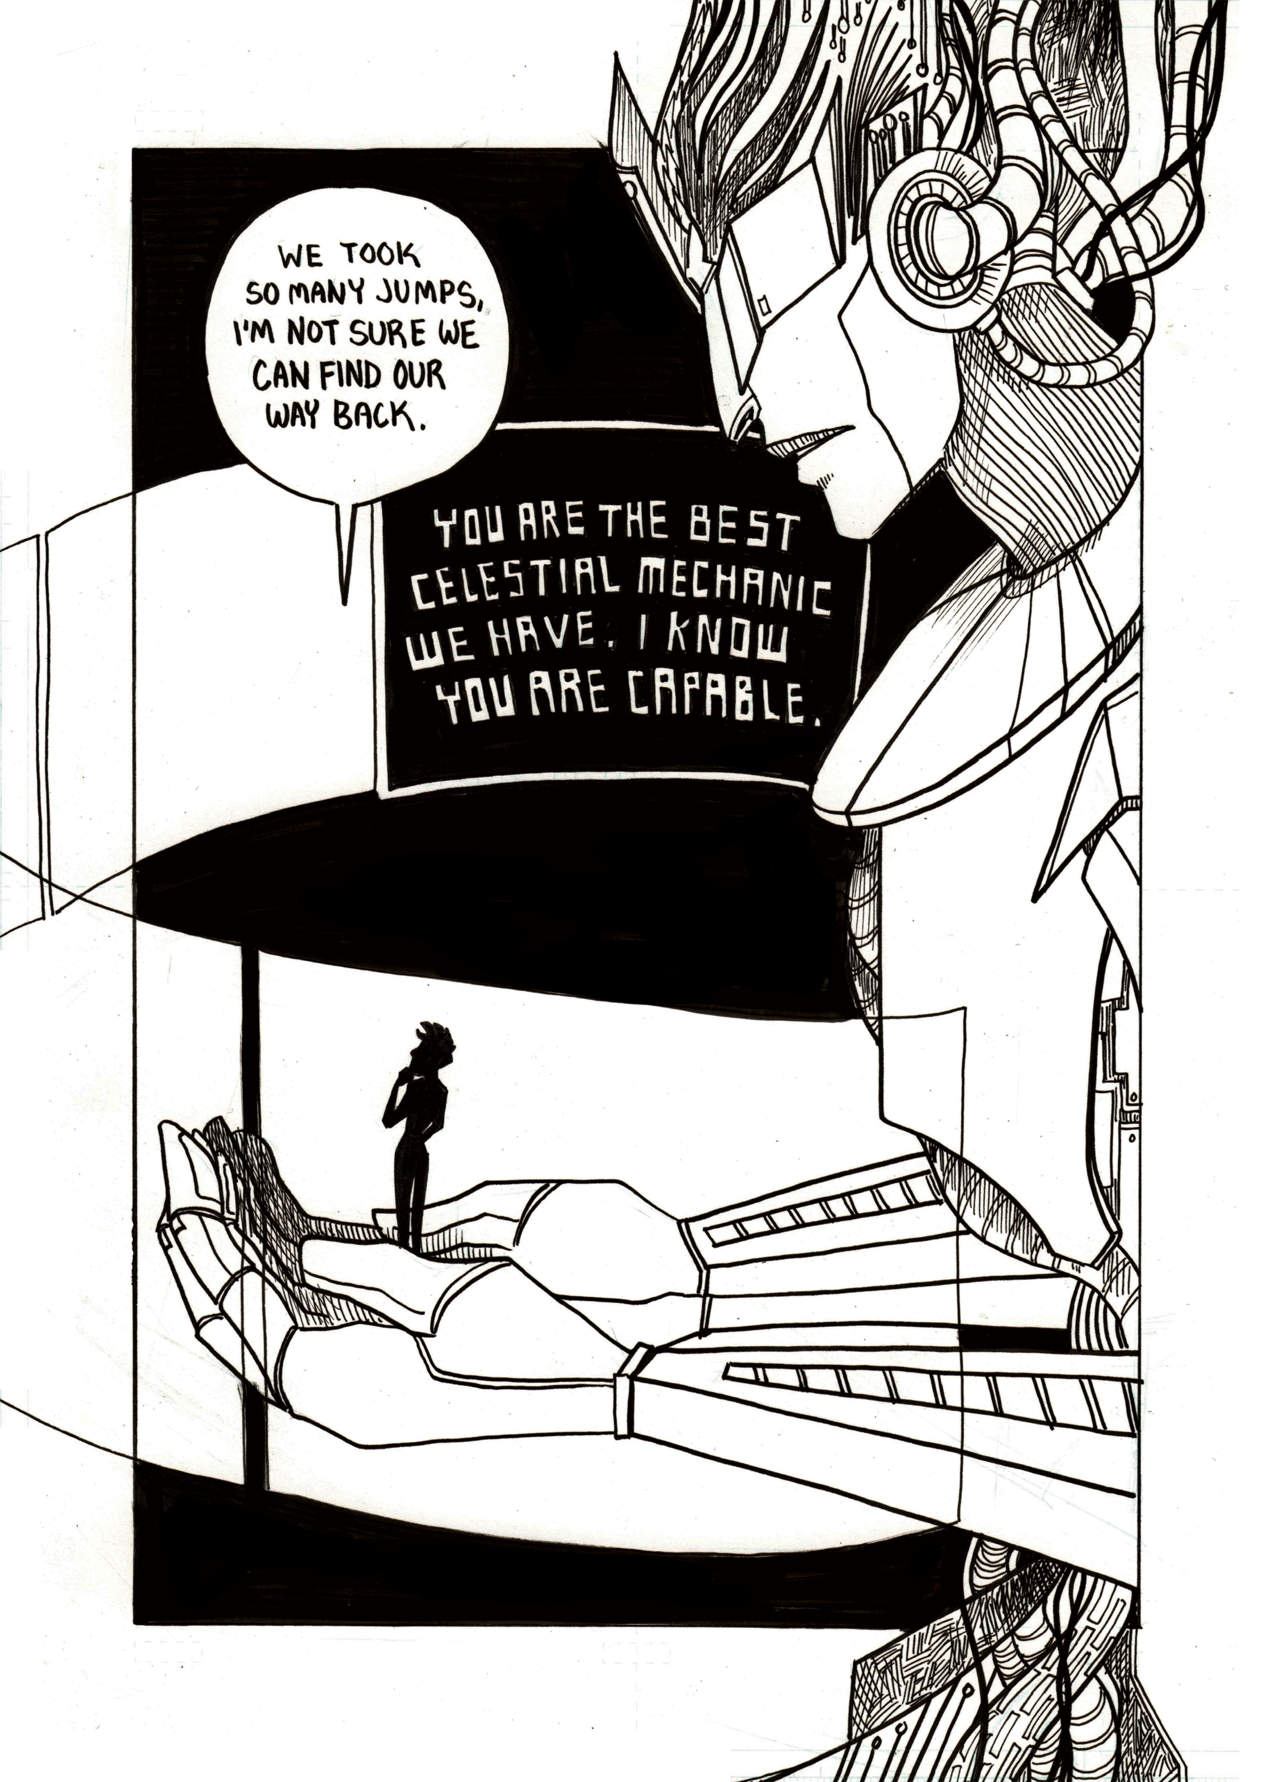 WE TOOK
SO MANY JUMPS,
I'M NOT SURE WE
CAN FIND OUR
WAY BACK.
YOU ARE THE BEST
CELESTIAL MECHANIC
WE HAVE. I KNOW
YOU ARE CAPABLE.